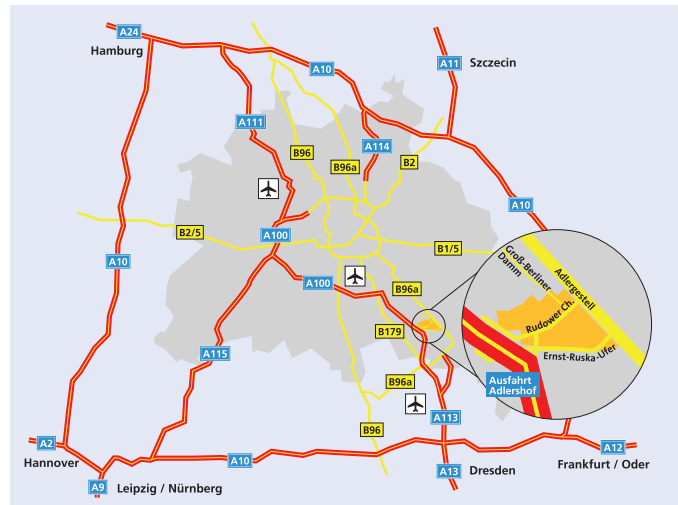 A24
Hamburg
A10
A11
Szczecin
A111
B96
B96a
A114
B2
A10
B2/5
A100
B1/5
Groß-Berliner
Damm
Adlergestell
A10
A100
B96a
Rudower Ch.
B179
Ernst-Ruska-Ufer
A115
B96a
Ausfahrt
Adlershof
A113
B96
A2
Hannover
A10
A12
Frankfurt / Oder
A13
Dresden
A9
Leipzig / Nürnberg